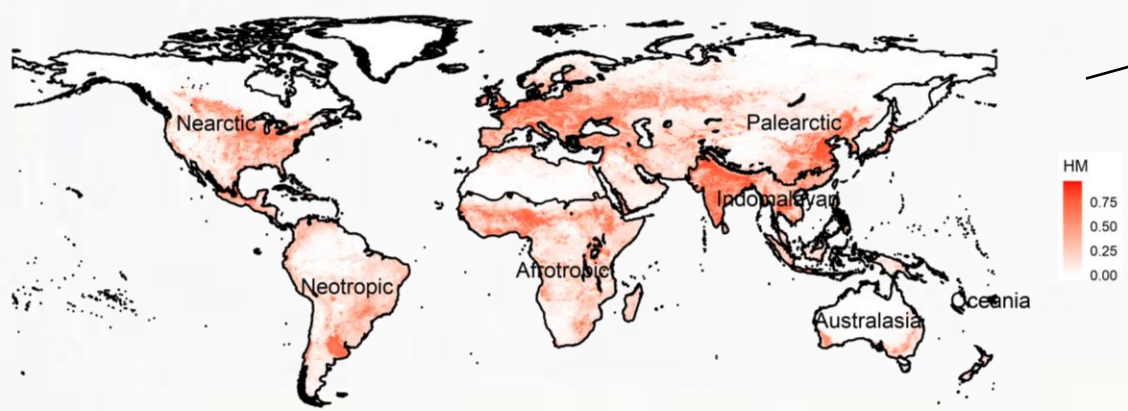 Nearctic
Palearctic
HM
0.75
Indomalayan
0.50
0.25
Afrotropic
0.00
Neotropic
Oceania
Australasia